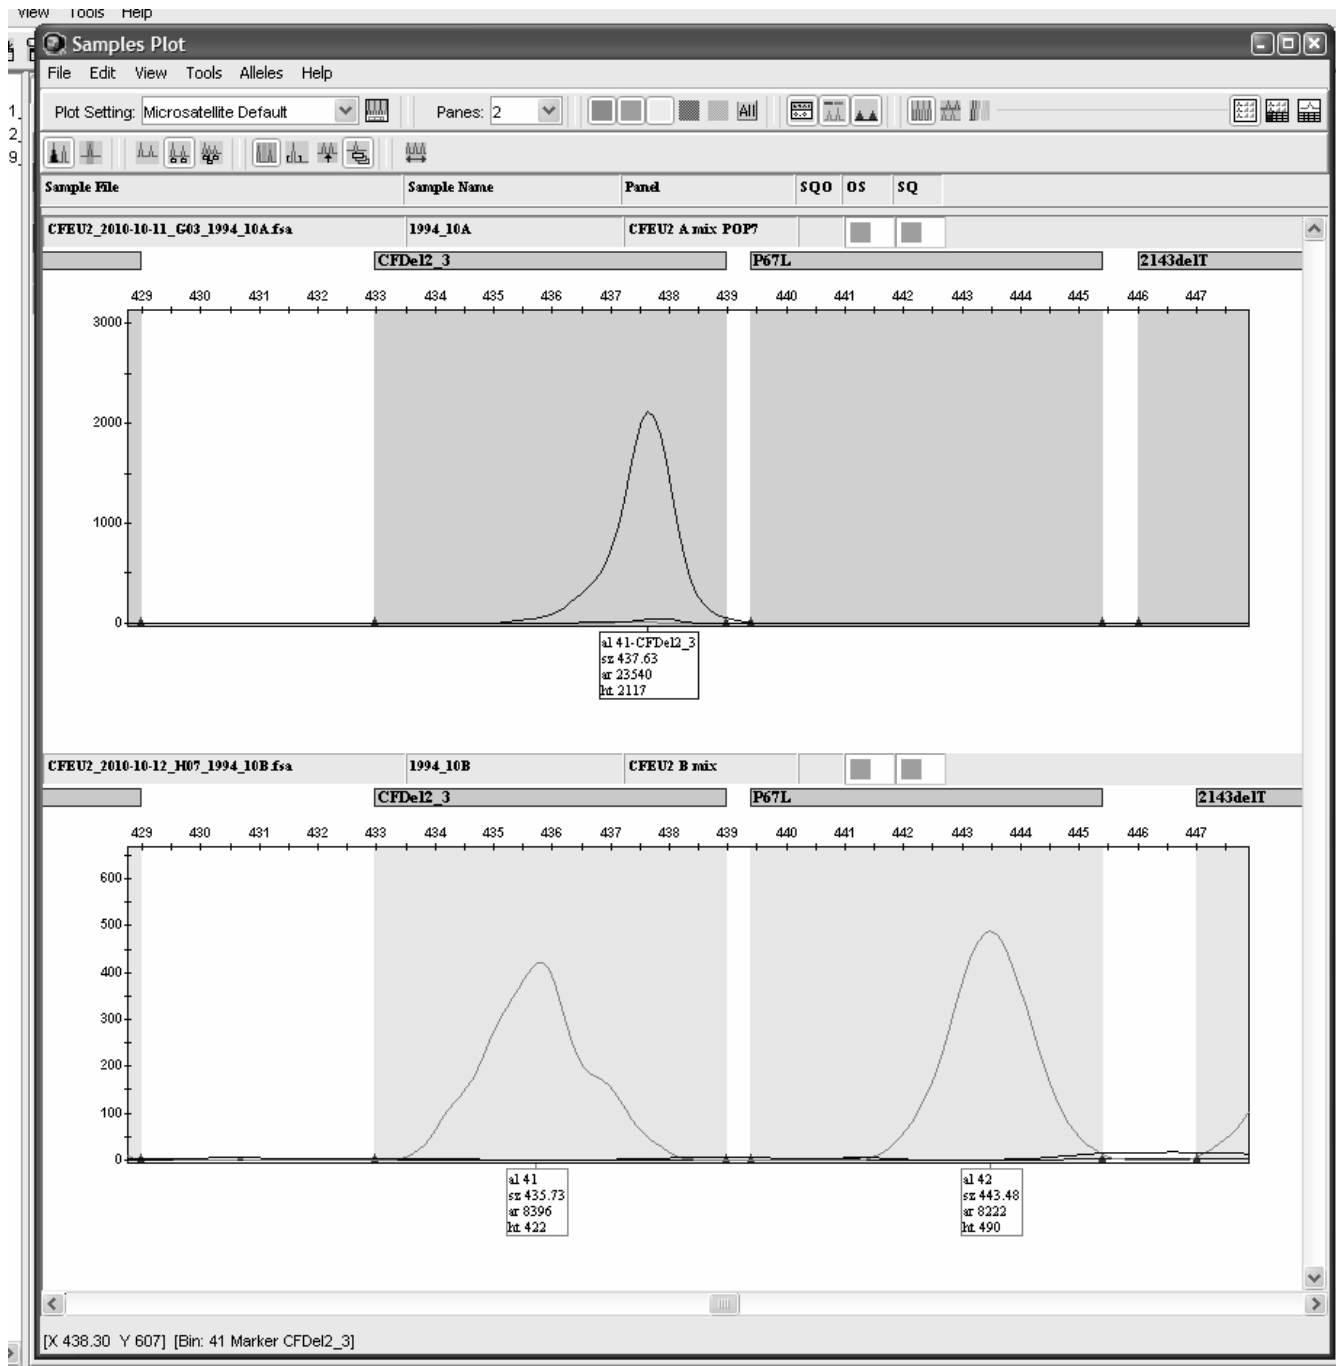 View Tools Help
Samples Plot
File Edit View Tools Alleles Help
1_
Plot Setting: Microsatellite Default Panes: 2 All
2_
9_
Sample File Sample Name Panel SQO OS SQ
CFEU2_2010-10-11_G03_1994_10A.fsa 1994_10A CFEU2 A mix POP7
CFDel2_3 P67L 2143delT
429 430 431 432 433 434 435 436 437 438 439 440 441 442 443 444 445 446 447
3000
2000
1000
0
al 41-CFDel2_3
sz 437.63
ar 23540
ht 2117
CFEU2_2010-10-12_H07_1994_10B.fsa 1994_10B CFEU2 B mix
CFDel2_3 P67L 2143delT
429 430 431 432 433 434 435 436 437 438 439 440 441 442 443 444 445 446 447
600
500
400
300
200
100
0
al 41 al 42
sz 435.73 sz 443.48
ar 8396 ar 8222
ht 422 ht 490
[X 438.30 Y 607] [Bin: 41 Marker CFDel2_3]